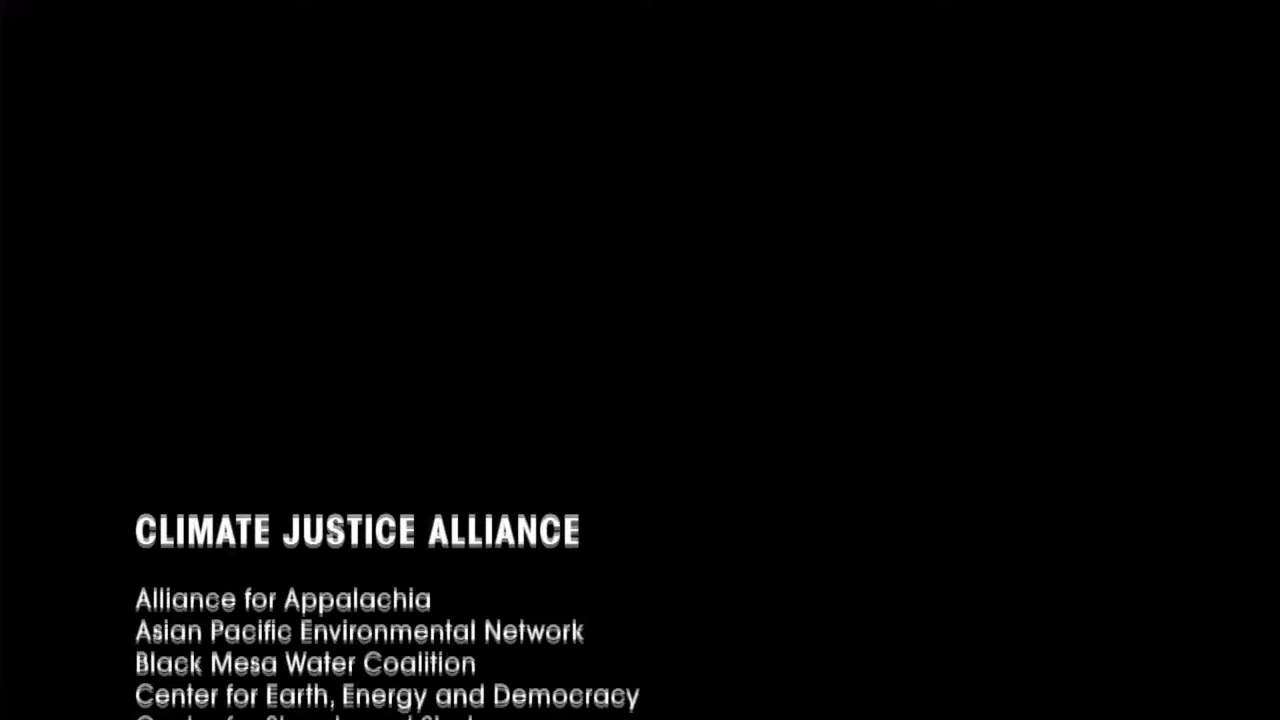 CLIMATE JUSTICE ALLIANCE
Alliance for Appalachia
Asian Pacific Environmental Network
Black Mesa Water Coalition
Center for Earth, Energy and Democracy